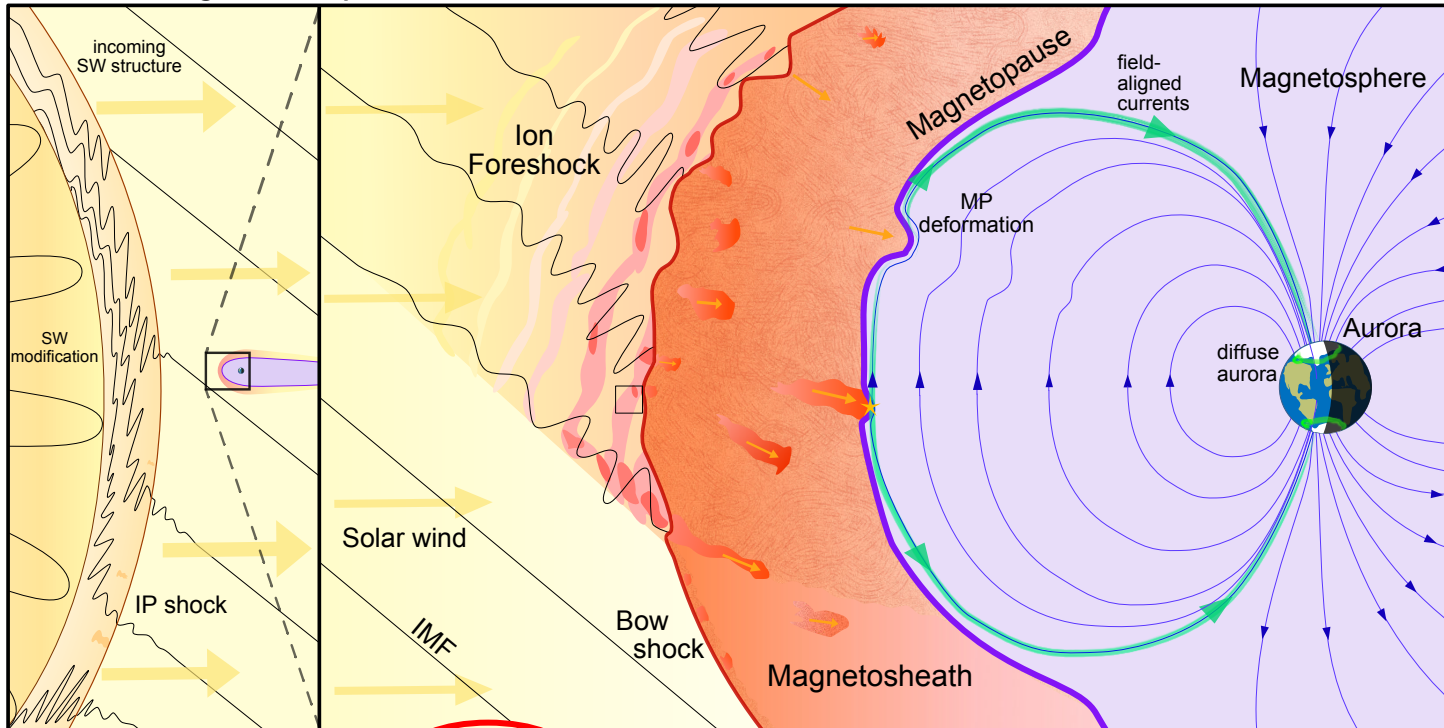 incoming
SW structure
SW
modification
IP shock
Ion
Foreshock
Solar wind
IMF
Bow
shock
Magnetosheath
Magnetopause
field-
aligned
currents
Magnetosphere
MP
deformation
Aurora
diffuse
aurora